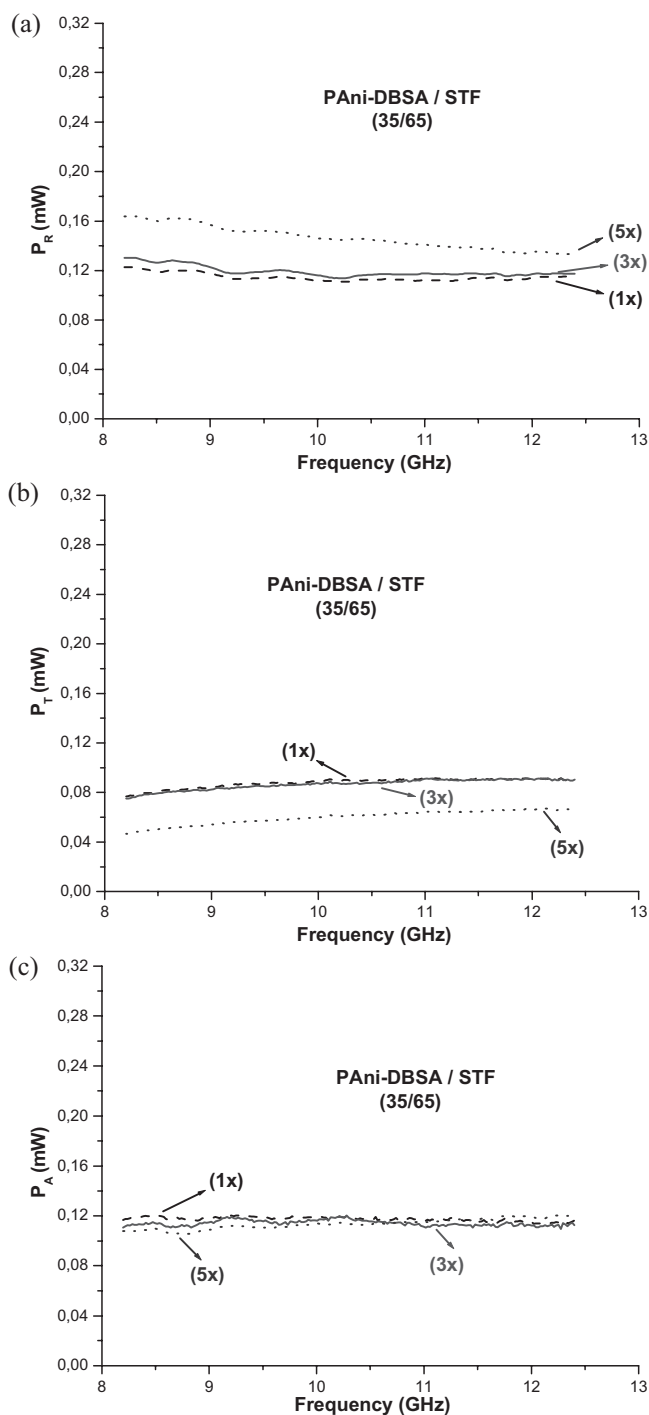 (a)
0,32
0,28
0,24
0,20
0,16
0,12
0,08
0,04
0,00
P_R (mW)
PAni-DBSA / STF
(35/65)
(5x)
(3x)
(1x)
8 9 10 11 12 13
Frequency (GHz)
(b)
0,32
0,28
0,24
0,20
0,16
0,12
0,08
0,04
0,00
P_T (mW)
PAni-DBSA / STF
(35/65)
(1x)
(3x)
(5x)
8 9 10 11 12 13
Frequency (GHz)
(c)
0,32
0,28
0,24
0,20
0,16
0,12
0,08
0,04
0,00
P_A (mW)
PAni-DBSA / STF
(35/65)
(1x)
(5x)
(3x)
8 9 10 11 12 13
Frequency (GHz)